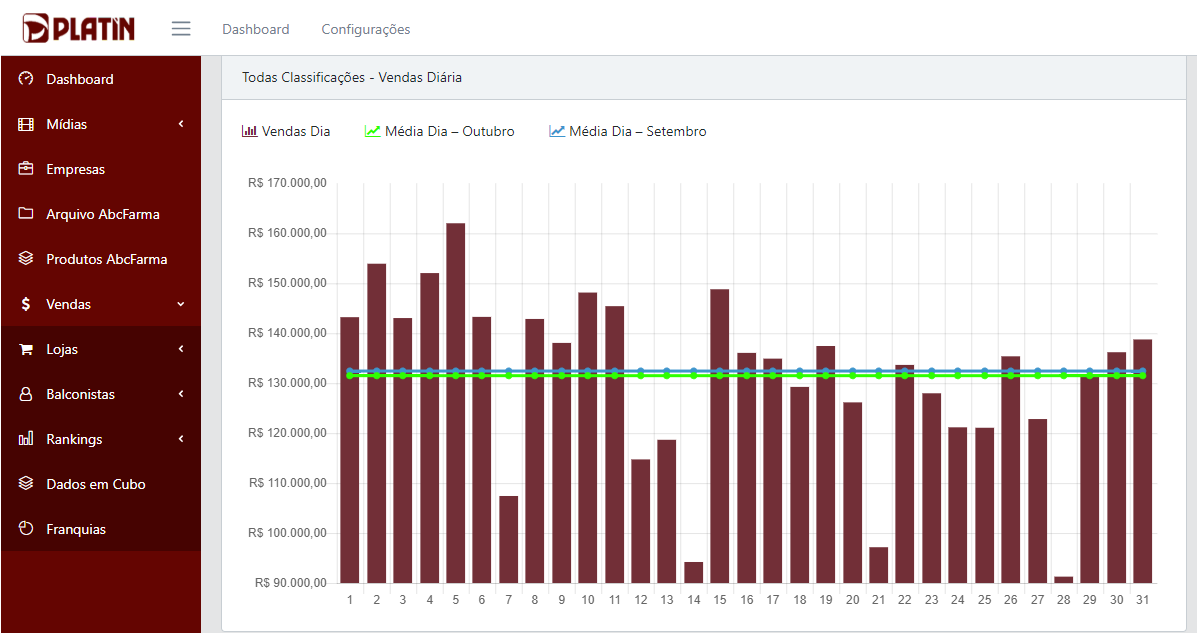 PLATIN
Dashboard Configurações
Dashboard
Mídias
Empresas
Arquivo AbcFarma
Produtos AbcFarma
Vendas
Lojas
Balconistas
Rankings
Dados em Cubo
Franquias
Todas Classificações - Vendas Diária
Vendas Dia Média Dia – Outubro Média Dia – Setembro
R$ 170.000,00
R$ 160.000,00
R$ 150.000,00
R$ 140.000,00
R$ 130.000,00
R$ 120.000,00
R$ 110.000,00
R$ 100.000,00
R$ 90.000,00
1 2 3 4 5 6 7 8 9 10 11 12 13 14 15 16 17 18 19 20 21 22 23 24 25 26 27 28 29 30 31